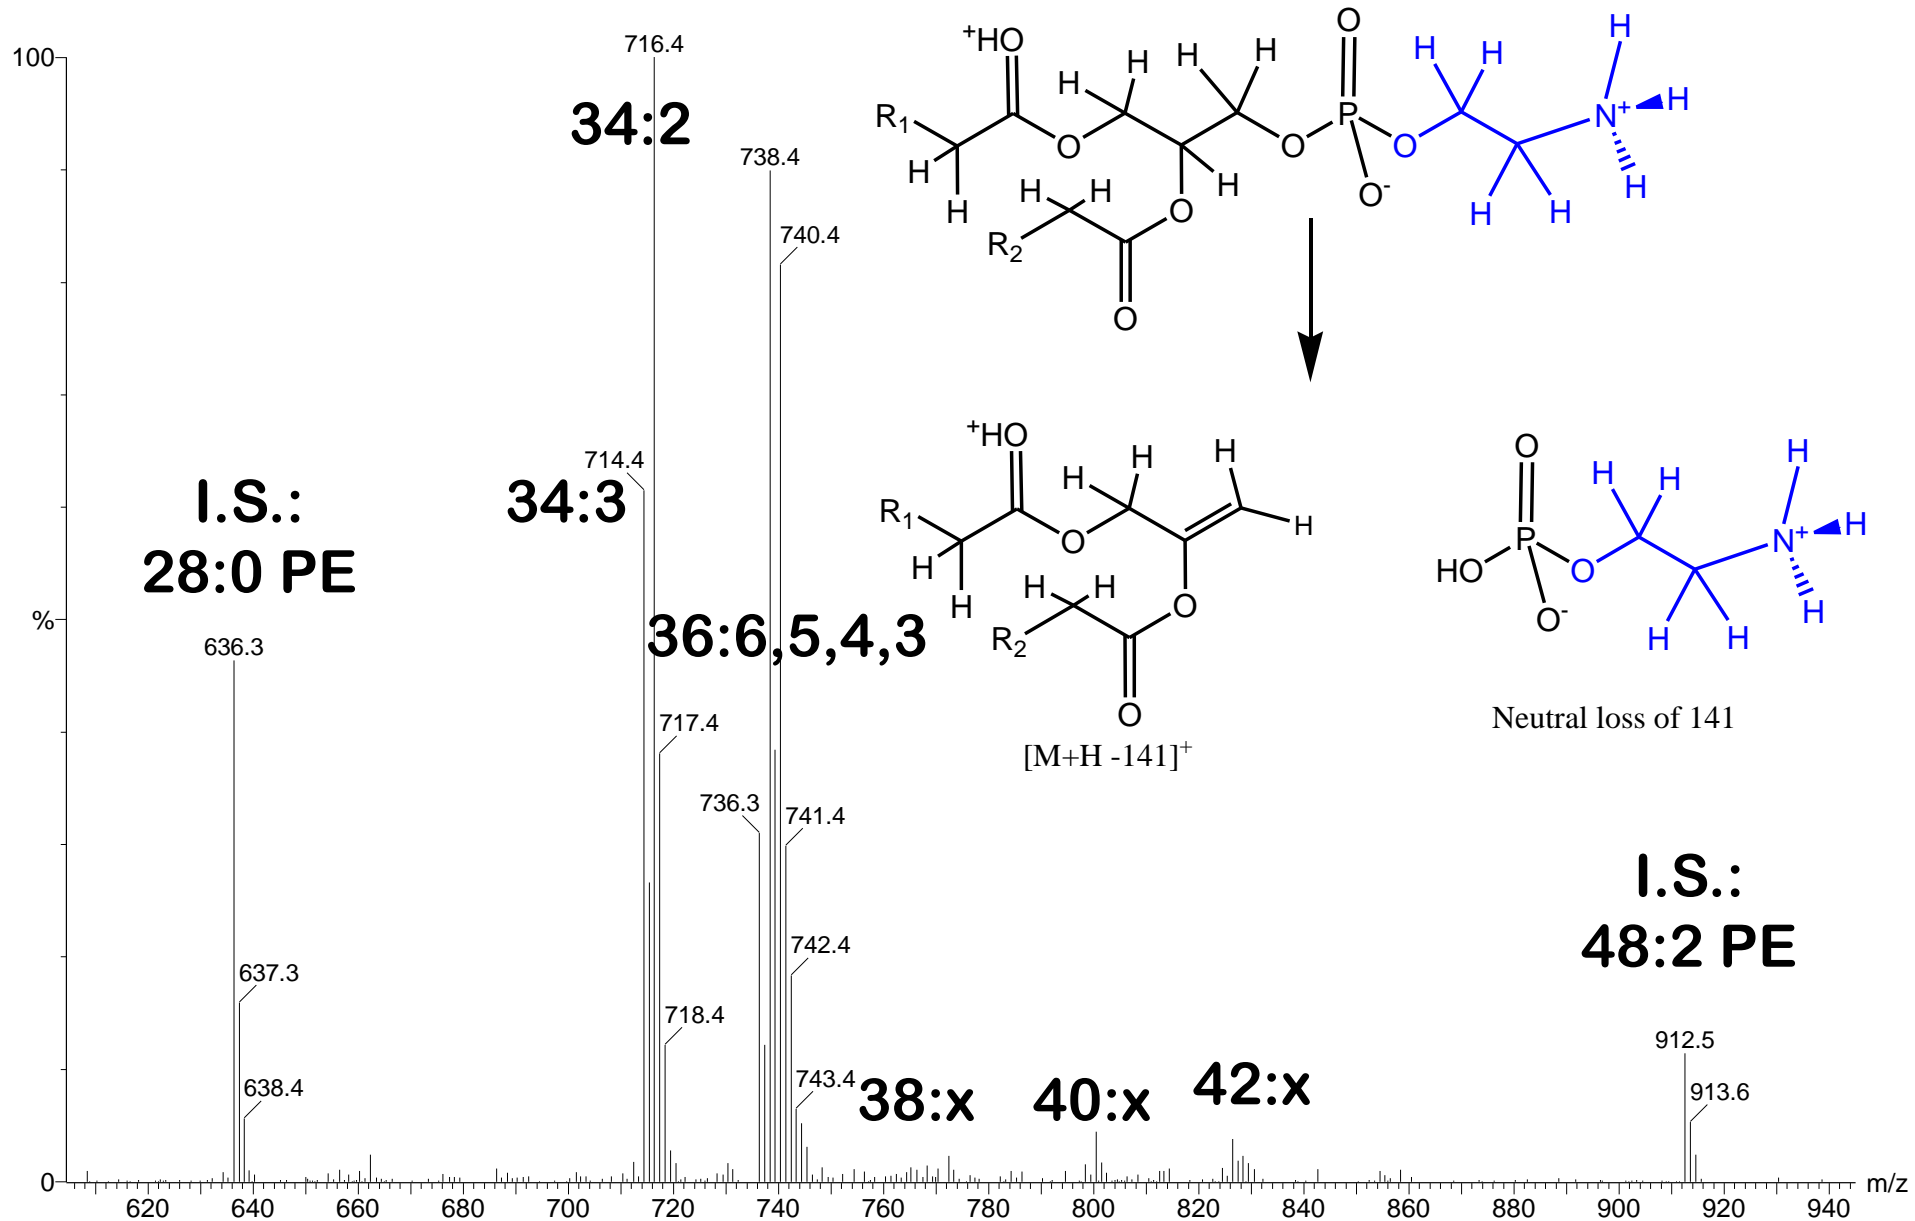 100
%
0
716.4
34:2
738.4
740.4
714.4
34:3
I.S.:
28:0 PE
636.3
637.3
638.4
36:6,5,4,3
717.4
718.4
736.3
741.4
742.4
743.4
38:x
40:x
42:x
I.S.:
48:2 PE
912.5
913.6
+HO
R1
H
H
H
H
H
H
H
O
O
O
O
P
O-
O
R2
H
H
O
H
H
H
H
N+
H
H
H
+HO
R1
H
H
H
H
H
H
O
O
R2
H
H
O
[M+H -141]+
O
HO
P
O-
O
H
H
H
H
N+
H
H
H
Neutral loss of 141
620 640 660 680 700 720 740 760 780 800 820 840 860 880 900 920 940
m/z